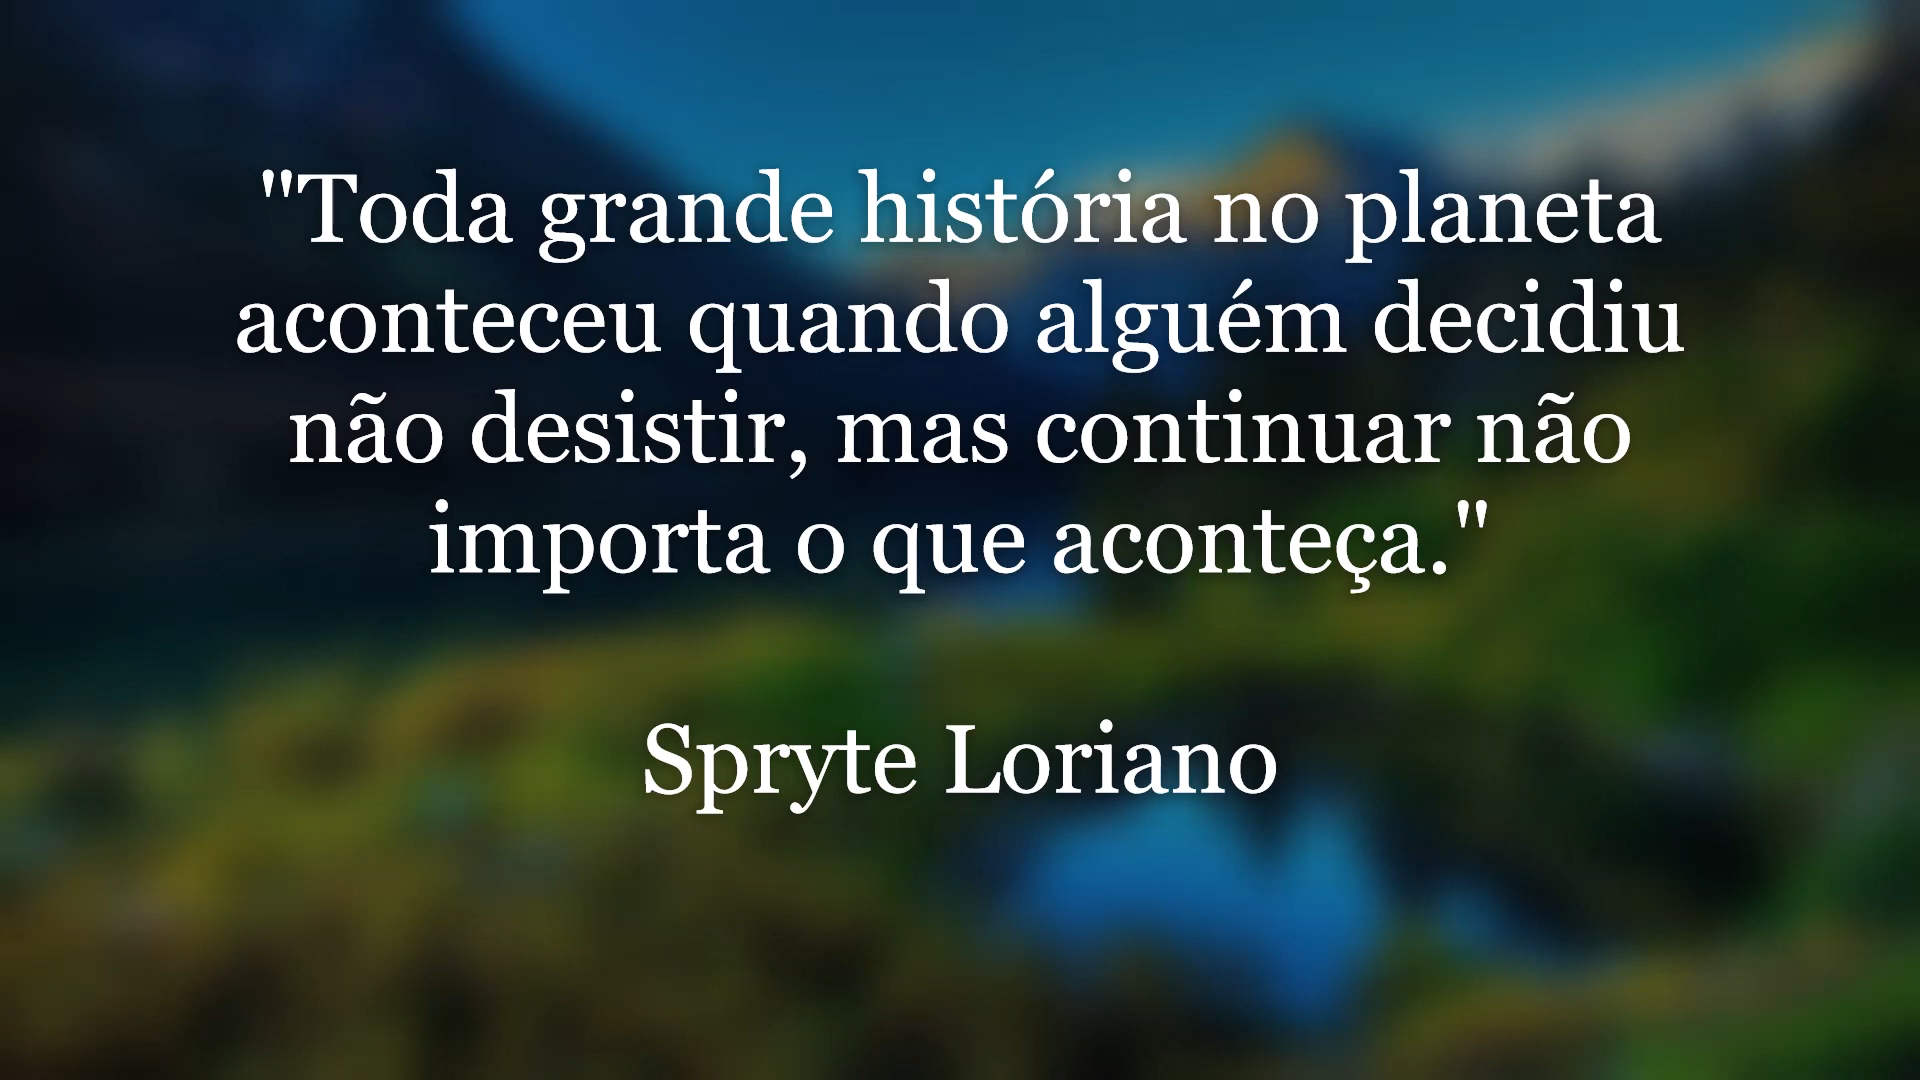 "Toda grande história no planeta
aconteceu quando alguém decidiu
não desistir, mas continuar não
importa o que aconteça."
Spryte Loriano